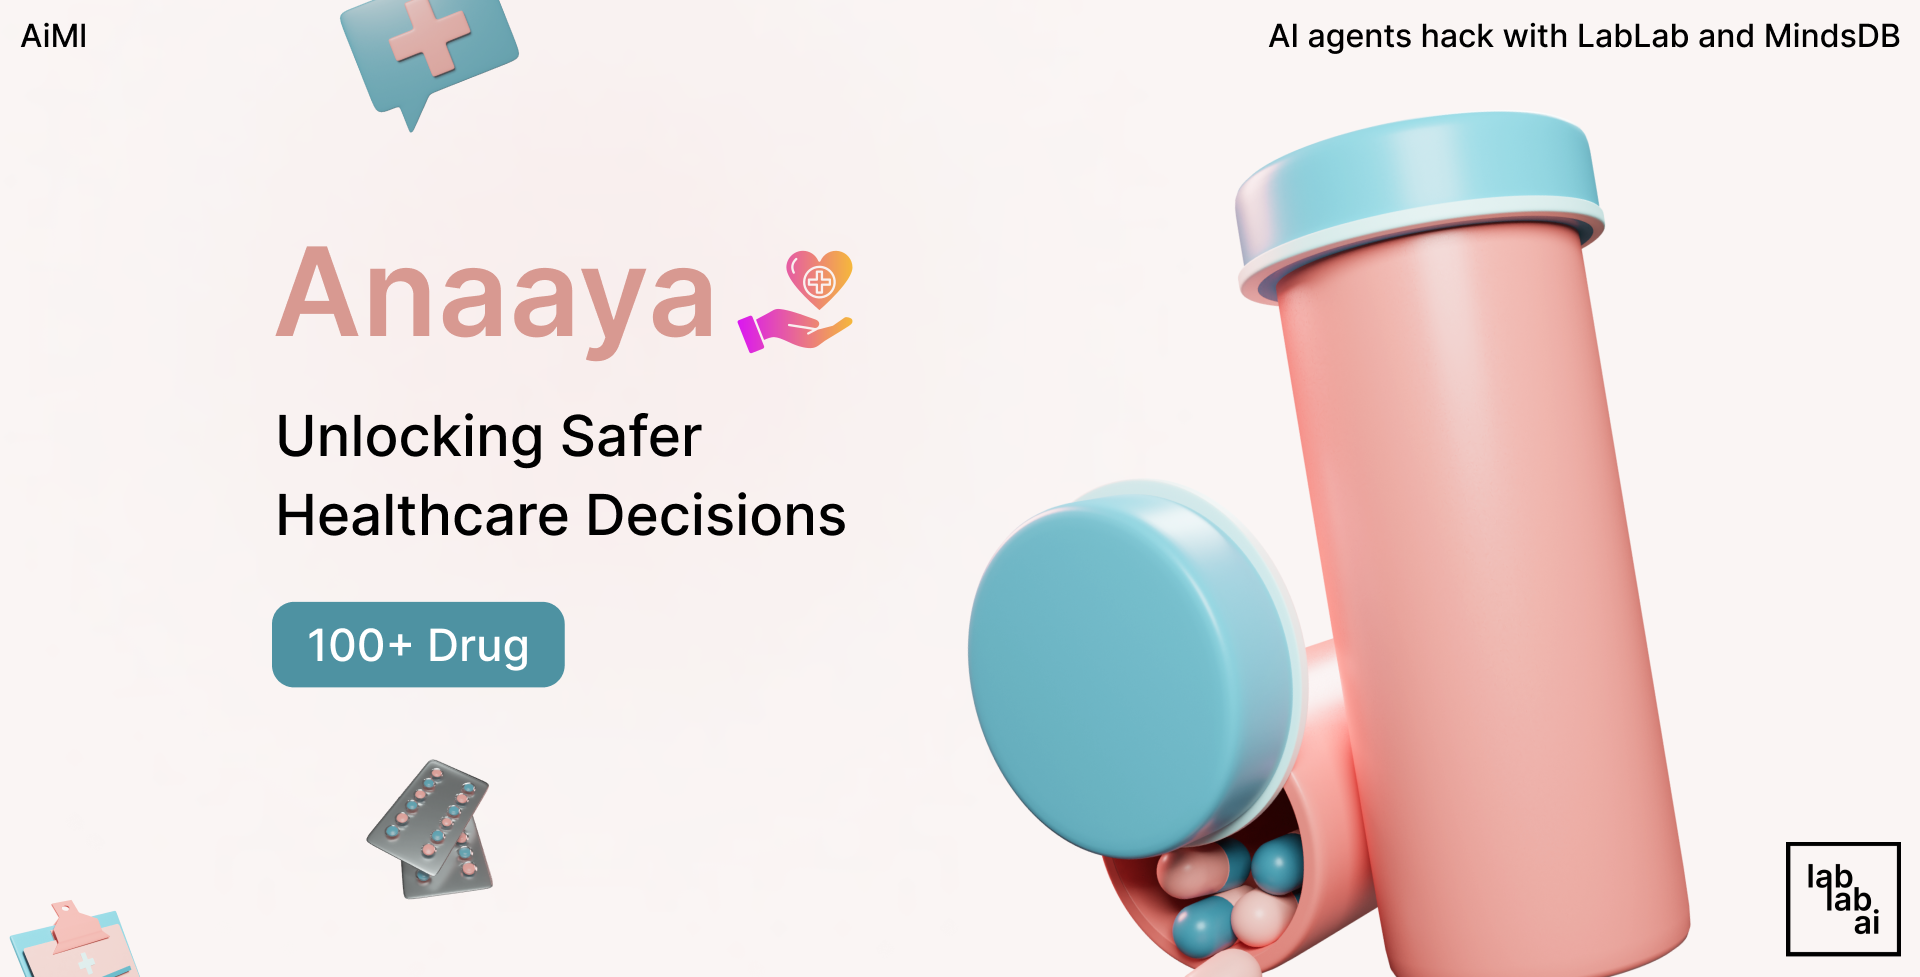 AiMI
AI agents hack with LabLab and MindsDB
Anaaya
Unlocking Safer
Healthcare Decisions
100+ Drug
lab
lab
ai